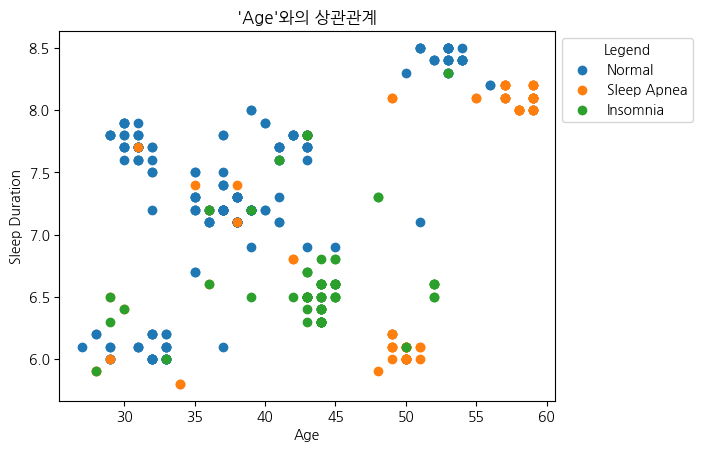 'Age'와의 상관관계
Legend
Normal
Sleep Apnea
Insomnia
8.5
8.0
7.5
7.0
6.5
6.0
Sleep Duration
30 35 40 45 50 55 60
Age